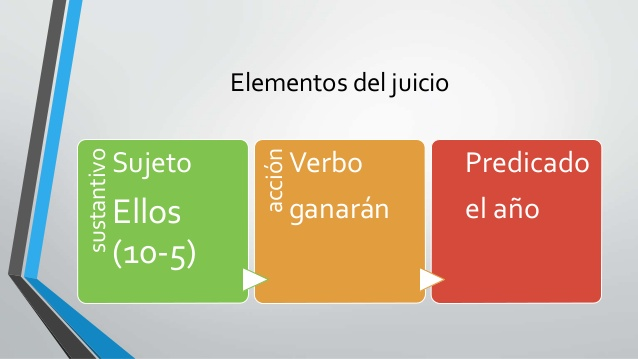 Elementos del juicio
sustantivo
Sujeto
Ellos
(10-5)
acción
Verbo
ganarán
Predicado
el año